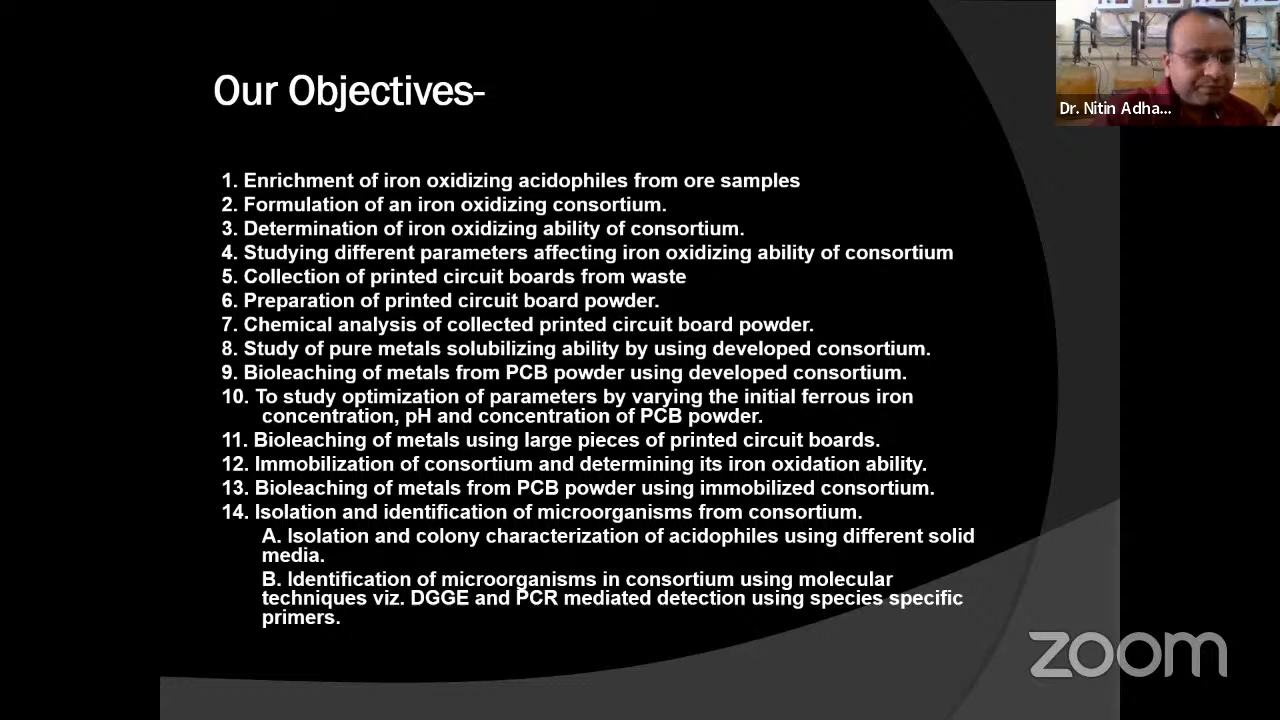 Our Objectives-
Dr. Nitin Adha...
1. Enrichment of iron oxidizing acidophiles from ore samples
2. Formulation of an iron oxidizing consortium.
3. Determination of iron oxidizing ability of consortium.
4. Studying different parameters affecting iron oxidizing ability of consortium
5. Collection of printed circuit boards from waste
6. Preparation of printed circuit board powder.
7. Chemical analysis of collected printed circuit board powder.
8. Study of pure metals solubilizing ability by using developed consortium.
9. Bioleaching of metals from PCB powder using developed consortium.
10. To study optimization of parameters by varying the initial ferrous iron
concentration, pH and concentration of PCB powder.
11. Bioleaching of metals using large pieces of printed circuit boards.
12. Immobilization of consortium and determining its iron oxidation ability.
13. Bioleaching of metals from PCB powder using immobilized consortium.
14. Isolation and identification of microorganisms from consortium.
A. Isolation and colony characterization of acidophiles using different solid
media.
B. Identification of microorganisms in consortium using molecular
techniques viz. DGGE and PCR mediated detection using species specific
primers.
zoom